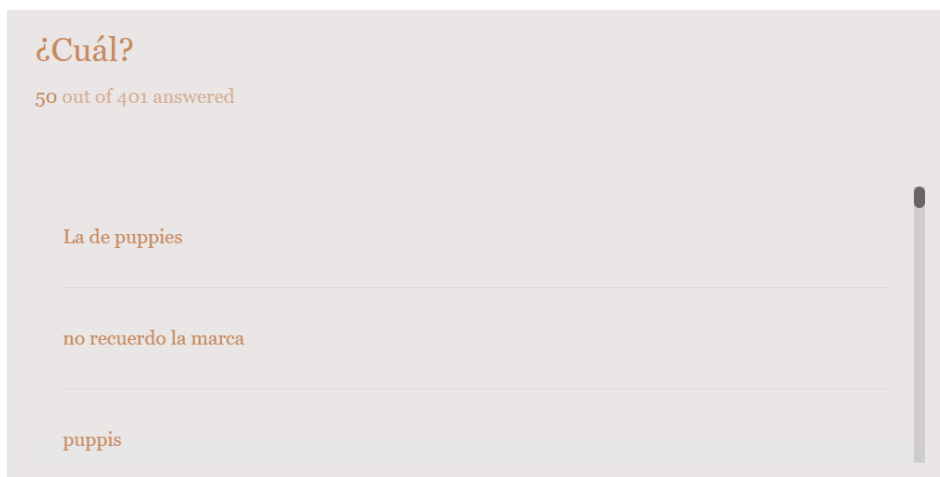 ¿Cuál?
50 out of 401 answered
La de puppies
no recuerdo la marca
puppis